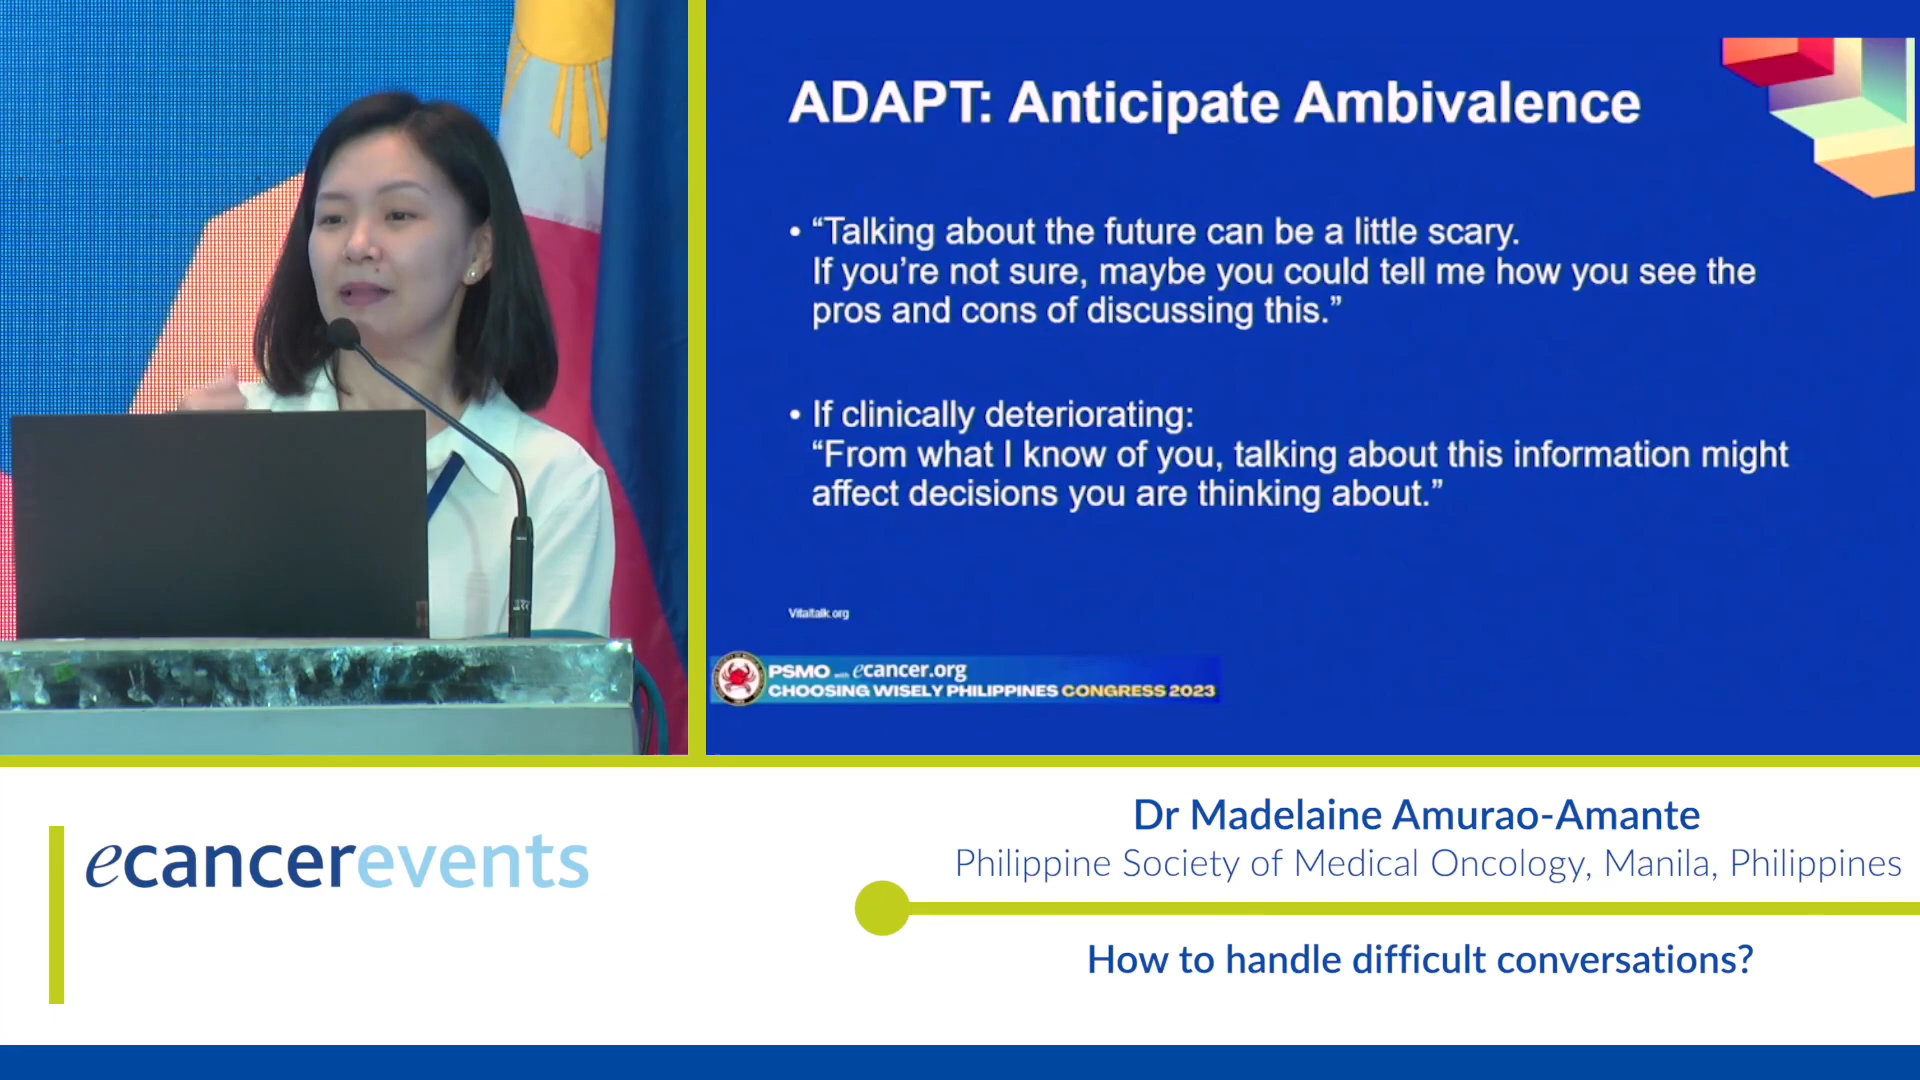 ADAPT: Anticipate Ambivalence
• “Talking about the future can be a little scary.
If you’re not sure, maybe you could tell me how you see the
pros and cons of discussing this.”
• If clinically deteriorating:
“From what I know of you, talking about this information might
affect decisions you are thinking about.”
Vitaltalk.org
PSMO with ecancer.org
CHOOSING WISELY PHILIPPINES CONGRESS 2023
ecancerevents
Dr Madelaine Amurao-Amante
Philippine Society of Medical Oncology, Manila, Philippines
How to handle difficult conversations?